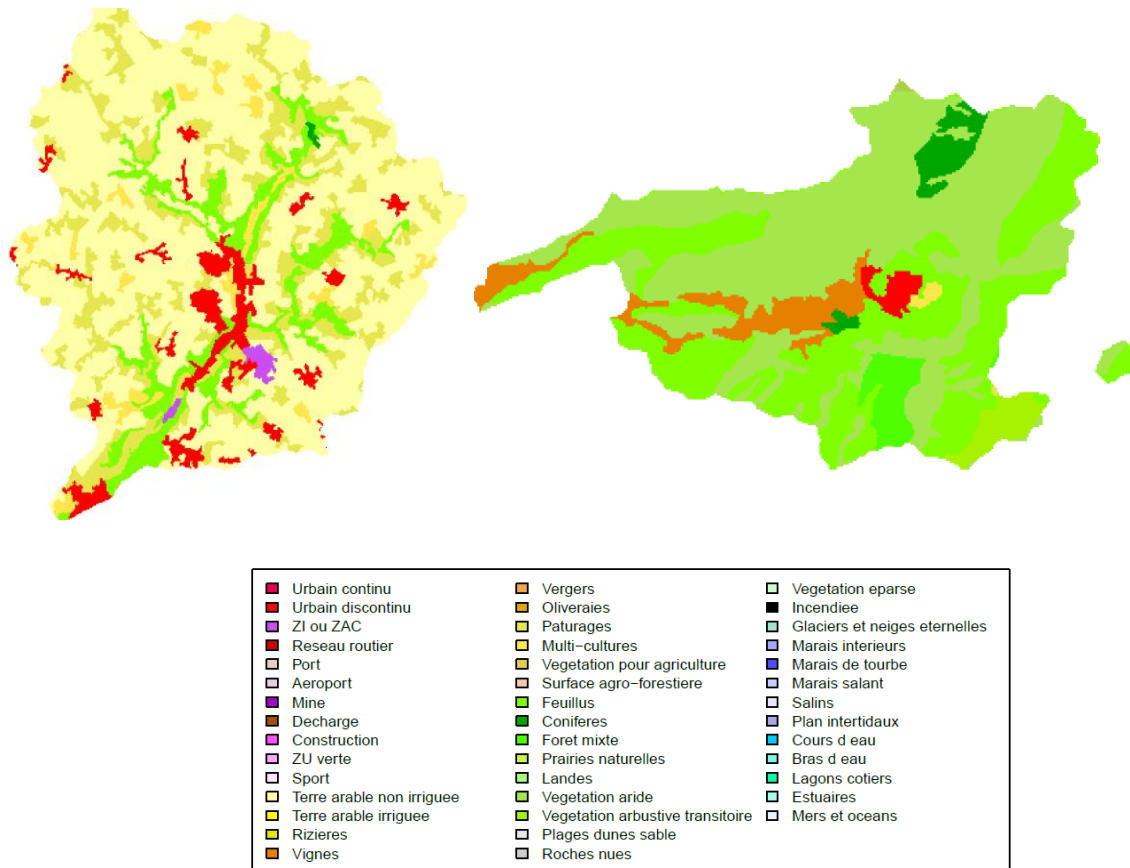 Urbain continu
Urbain discontinu
ZI ou ZAC
Reseau routier
Port
Aeroport
Mine
Decharge
Construction
ZU verte
Sport
Terre arable non irriguee
Terre arable irriguee
Rizieres
Vignes
Vergers
Oliveraies
Paturages
Multi−cultures
Vegetation pour agriculture
Surface agro−forestiere
Feuillus
Coniferes
Foret mixte
Prairies naturelles
Landes
Vegetation aride
Vegetation arbustive transitoire
Plages dunes sable
Roches nues
Vegetation eparse
Incendiee
Glaciers et neiges eternelles
Marais interieurs
Marais de tourbe
Marais salant
Salins
Plan intertidaux
Cours d eau
Bras d eau
Lagons cotiers
Estuaires
Mers et oceans